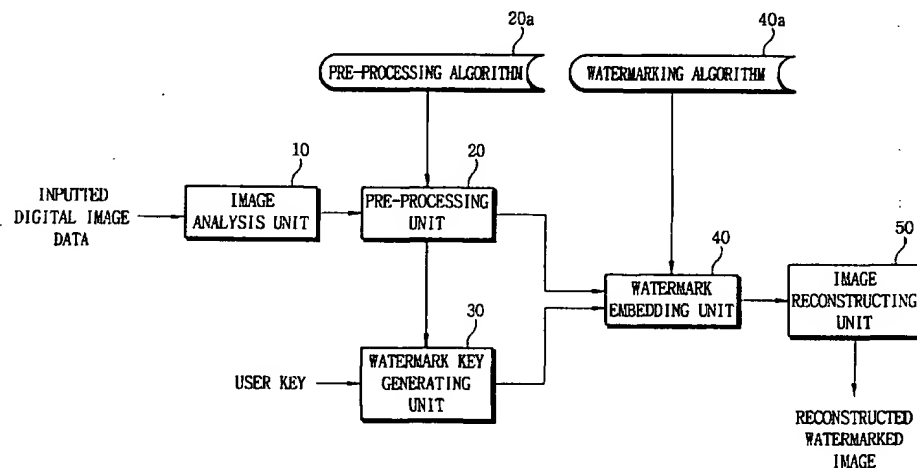 20a
40a
PRE-PROCESSING ALGORITHM
WATERMARKING ALGORITHM
10
20
INPUTTED
DIGITAL IMAGE
DATA
IMAGE
ANALYSIS UNIT
PRE-PROCESSING
UNIT
40
50
WATERMARK
EMBEDDING UNIT
IMAGE
RECONSTRUCTING
UNIT
30
USER KEY
WATERMARK KEY
GENERATING
UNIT
RECONSTRUCTED
WATERMARKED
IMAGE